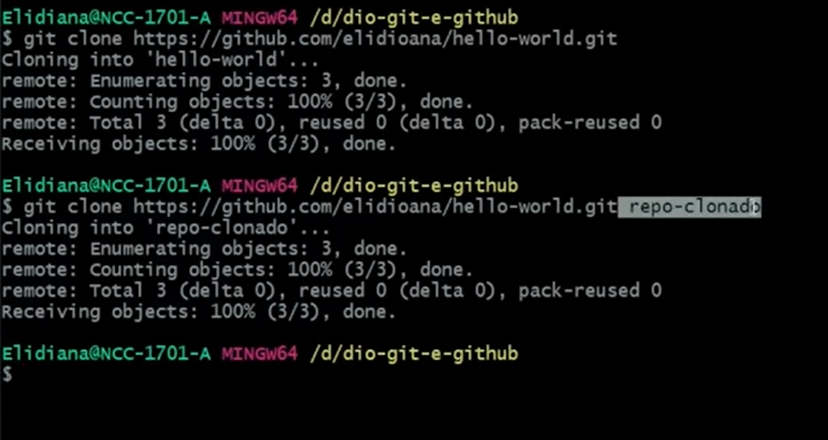 Elidiana@NCC-1701-A MINGW64 /d/dio-git-e-github
$ git clone https://github.com/elidioana/hello-world.git
Cloning into 'hello-world'...
remote: Enumerating objects: 3, done.
remote: Counting objects: 100% (3/3), done.
remote: Total 3 (delta 0), reused 0 (delta 0), pack-reused 0
Receiving objects: 100% (3/3), done.
Elidiana@NCC-1701-A MINGW64 /d/dio-git-e-github
$ git clone https://github.com/elidioana/hello-world.git repo-clonado
Cloning into 'repo-clonado'...
remote: Enumerating objects: 3, done.
remote: Counting objects: 100% (3/3), done.
remote: Total 3 (delta 0), reused 0 (delta 0), pack-reused 0
Receiving objects: 100% (3/3), done.
Elidiana@NCC-1701-A MINGW64 /d/dio-git-e-github
$